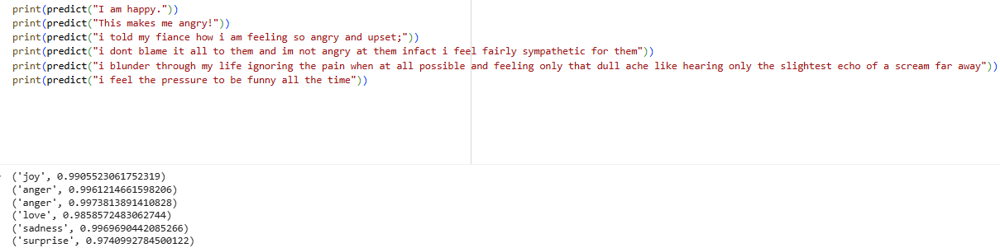 print(predict("I am happy."))
print(predict("This makes me angry!"))
print(predict("i told my fiance how i am feeling so angry and upset;"))
print(predict("i dont blame it all to them and im not angry at them infact i feel fairly sympathetic for them"))
print(predict("i blunder through my life ignoring the pain when at all possible and feeling only that dull ache like hearing only the slightest echo of a scream far away"))
print(predict("i feel the pressure to be funny all the time"))
('joy', 0.9905523061752319)
('anger', 0.9961214661598206)
('anger', 0.9973813891410828)
('love', 0.9858572483062744)
('sadness', 0.9969690442085266)
('surprise', 0.9740992784500122)